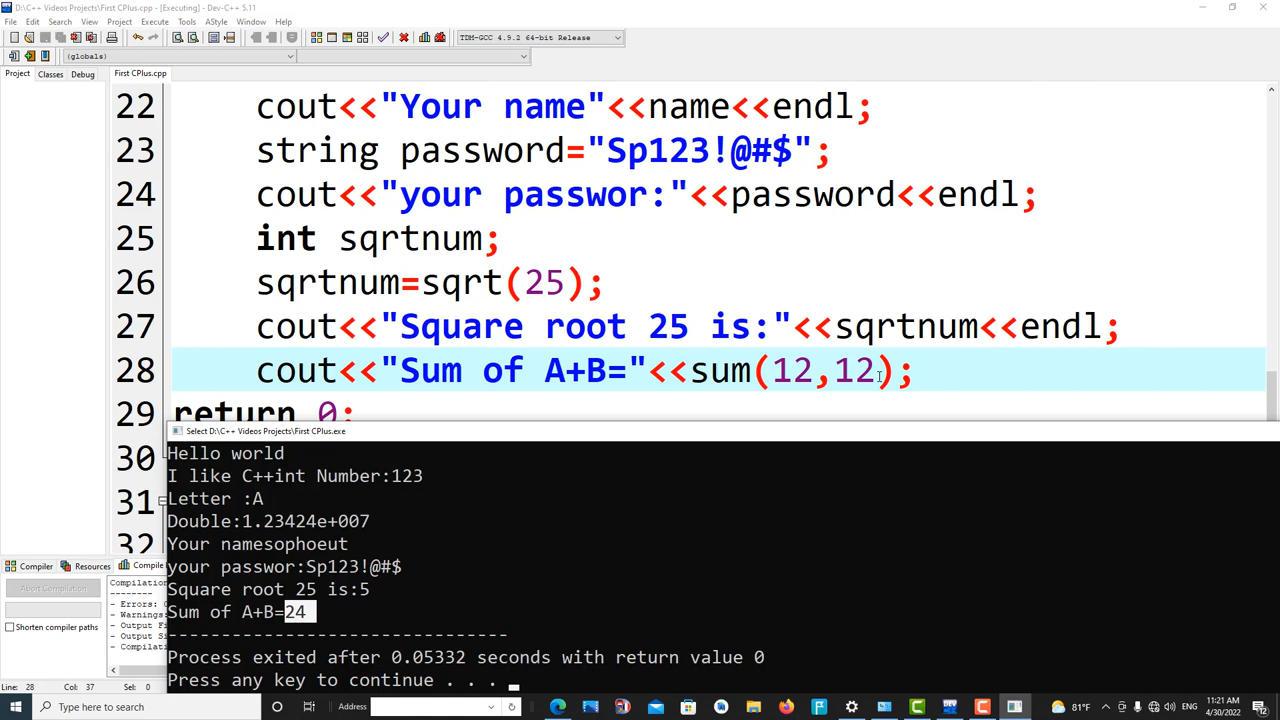 D:\C++ Videos Projects\First CPlus.cpp - [Executing] - Dev-C++ 5.11
File Edit Search View Project Execute Tools AStyle Window Help
TDM-GCC 4.9.2 64-bit Release
(globals)
Project Classes Debug First CPlus.cpp
22 cout<<"Your name"<<name<<endl;
23 string password="Sp123!@#$";
24 cout<<"your passwor:"<<password<<endl;
25 int sqrtnum;
26 sqrtnum=sqrt(25);
27 cout<<"Square root 25 is:"<<sqrtnum<<endl;
28 cout<<"Sum of A+B="<<sum(12,12);
29 return 0;
30
31
32
Select D:\C++ Videos Projects\First CPlus.exe
Hello world
I like C++int Number:123
Letter :A
Double:1.23424e+007
Your namesophoeut
your passwor:Sp123!@#$
Square root 25 is:5
Sum of A+B=24
--------------------------------
Process exited after 0.05332 seconds with return value 0
Press any key to continue . . .
Compiler Resources Compile
Abort Compilation
Shorten compiler paths
Compilation
- Errors: 0
- Warnings:
- Output Fi
- Output Si
- Compilat
Line: 28 Col: 37 Sel: 0
Type here to search
Address
81°F
ENG
11:21 AM
4/30/2022